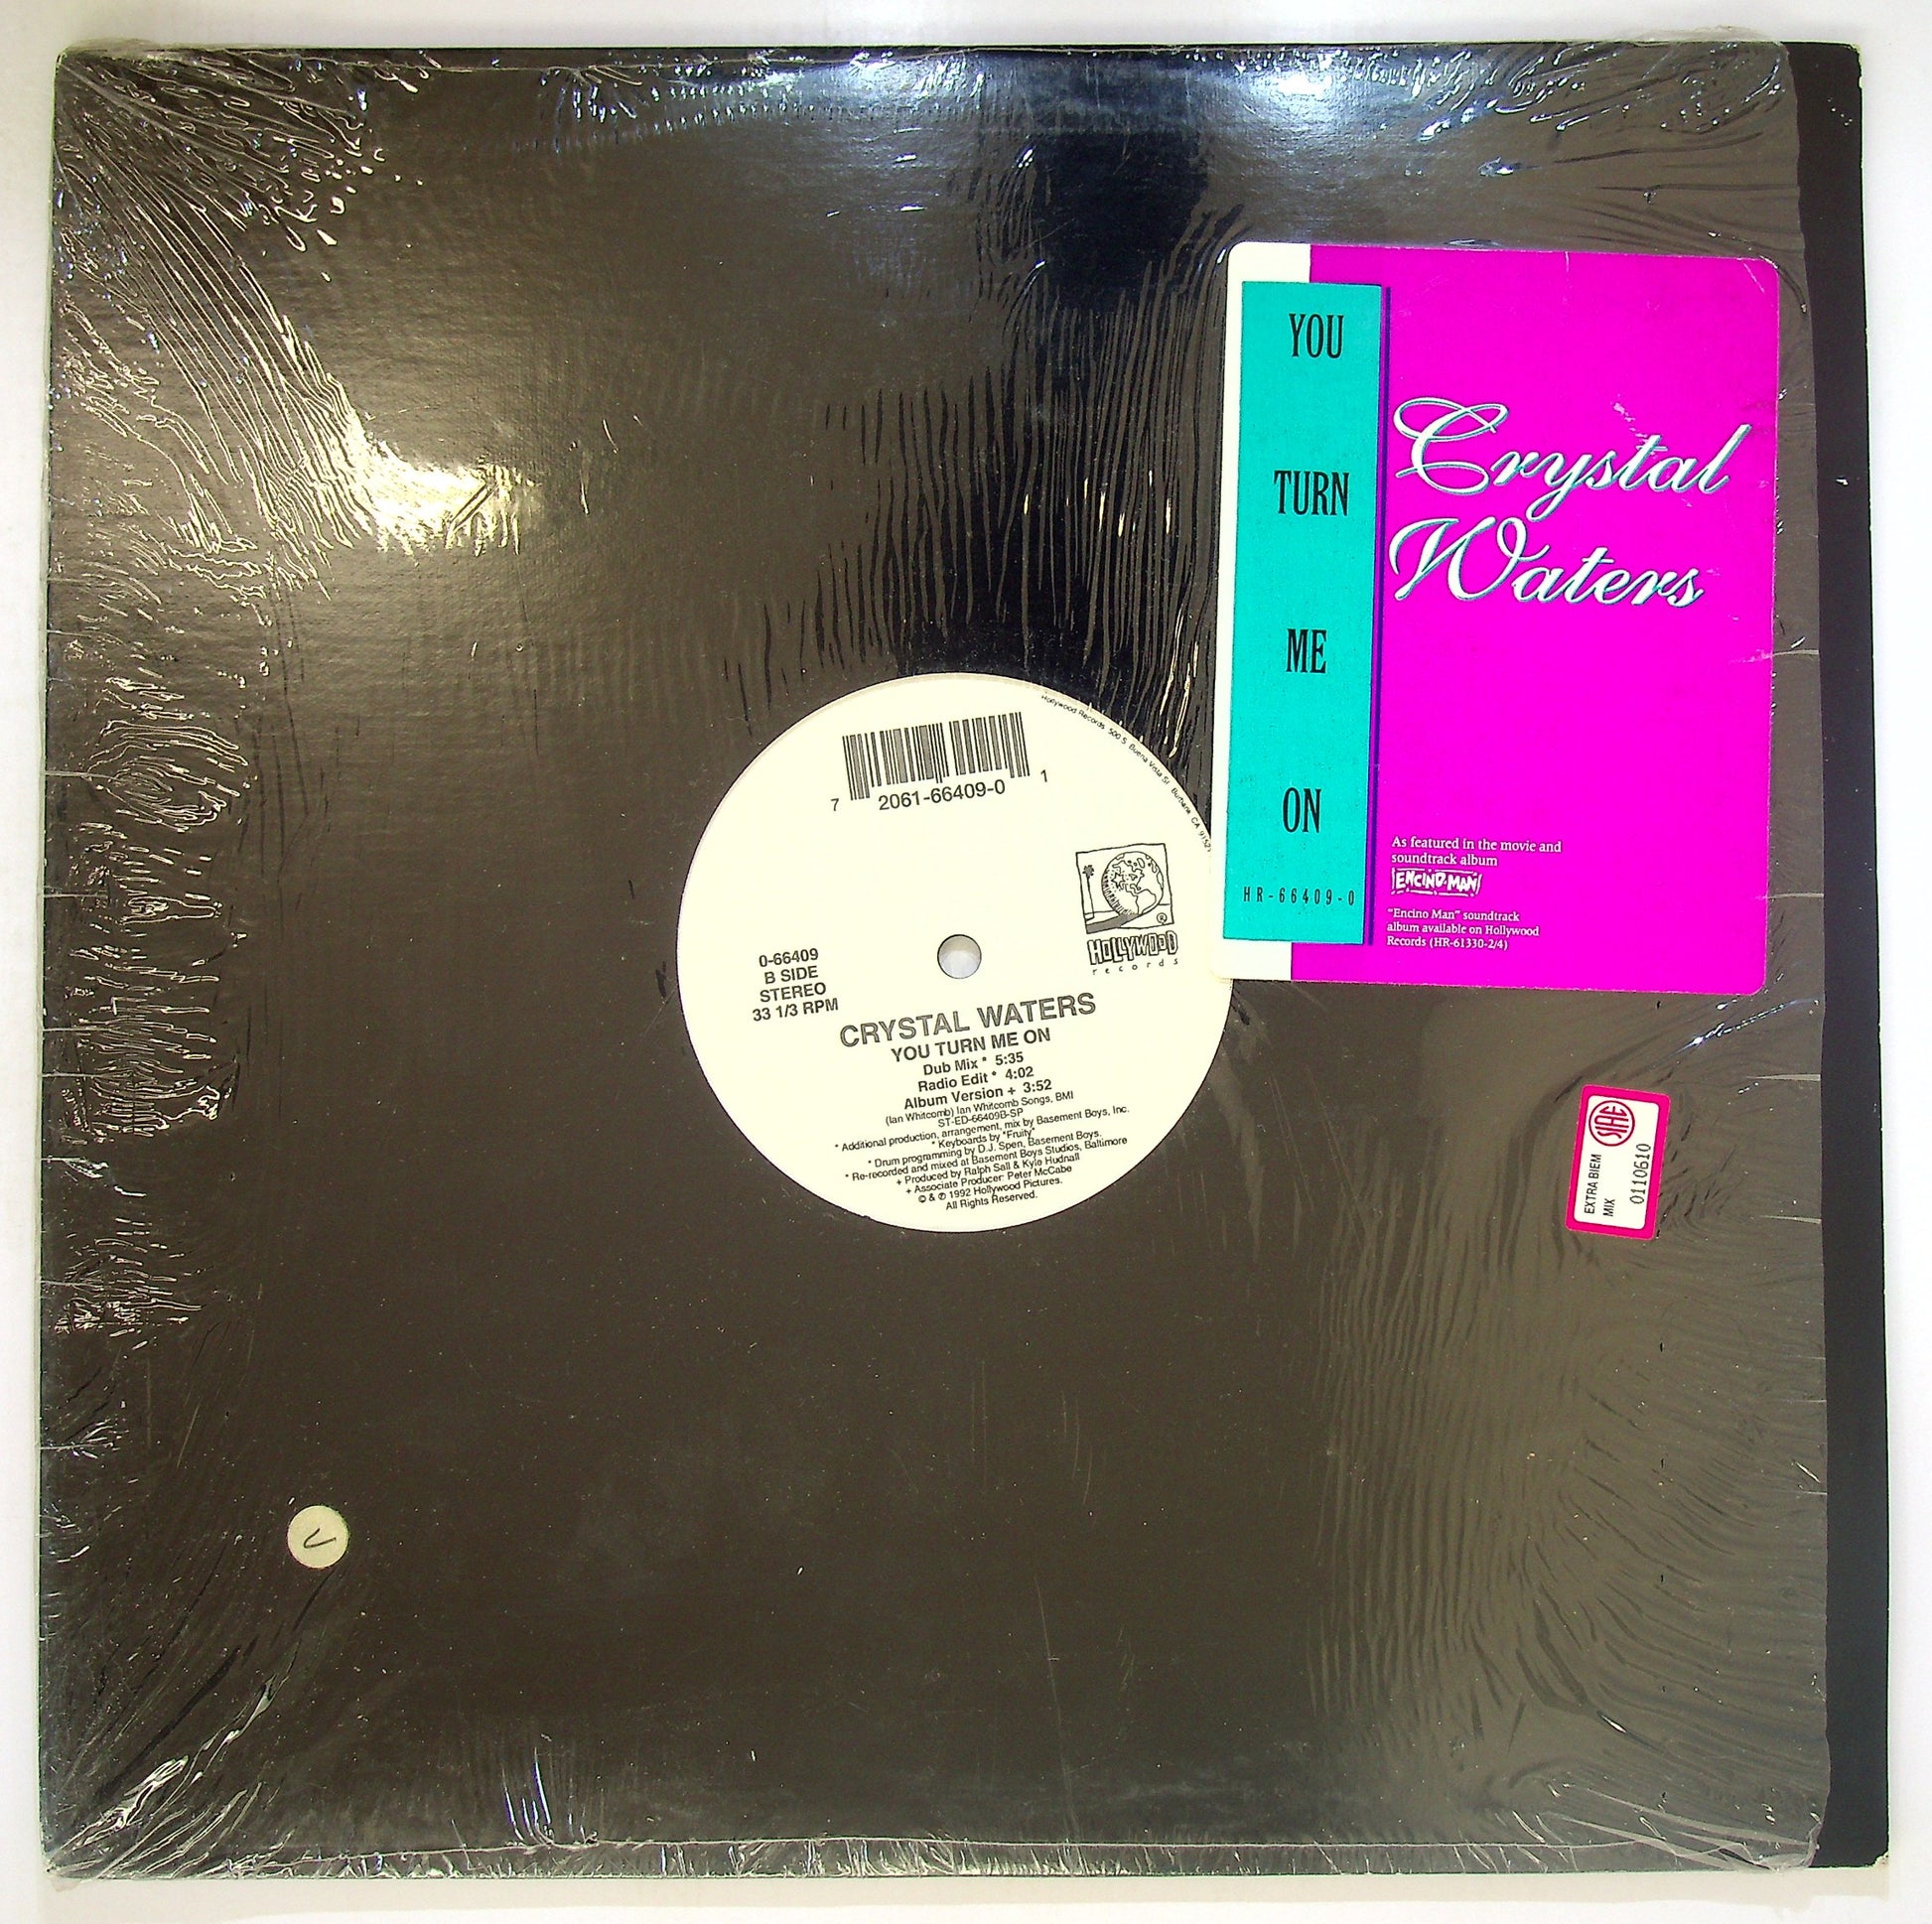 YOU
TURN
ME
ON
HR-66409-0
Crystal
Waters
As featured in the movie and
soundtrack album
ENCINO MAN
"Encino Man" soundtrack
album available on Hollywood
Records (HR-61330-2/4)
7 2061-66409-0 1
Hollywood Records 500 S. Buena Vista St. Burbank, CA 91521
HOLLYWOOD
records
0-66409
B SIDE
STEREO
33 1/3 RPM
CRYSTAL WATERS
YOU TURN ME ON
Dub Mix * 5:35
Radio Edit * 4:02
Album Version + 3:52
(Ian Whitcomb) Ian Whitcomb Songs, BMI
ST-ED-66409B-SP
* Additional production, arrangement, mix by Basement Boys, Inc.
* Keyboards by "Fruity"
* Drum programming by D.J. Spen, Basement Boys.
* Re-recorded and mixed at Basement Boys Studios, Baltimore
+ Produced by Ralph Sall & Kyle Hudnall
+ Associate Producer: Peter McCabe
© & ℗ 1992 Hollywood Pictures.
All Rights Reserved.
SIAE
EXTRA BIEM
MIX
0110610
V